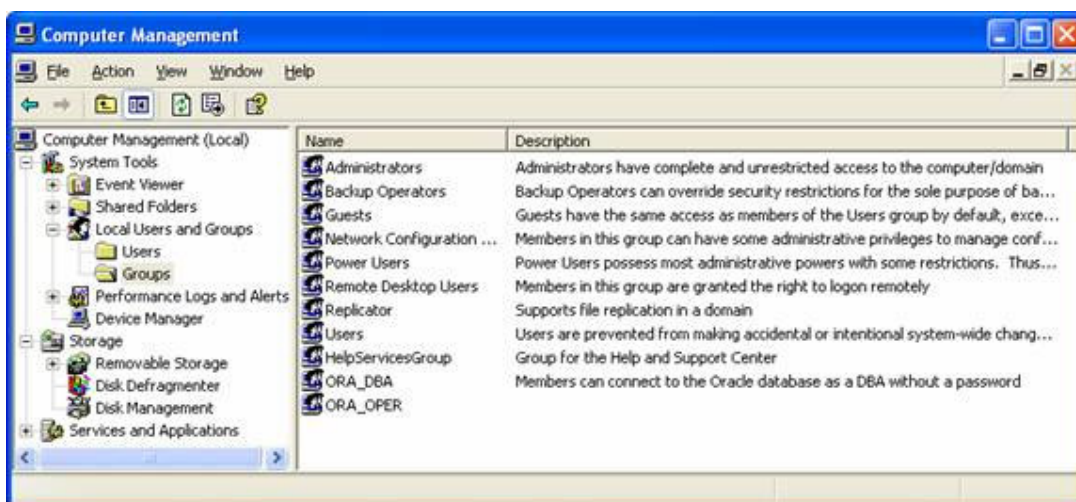 Computer Management
File Action View Window Help
Computer Management (Local)
System Tools
Event Viewer
Shared Folders
Local Users and Groups
Users
Groups
Performance Logs and Alerts
Device Manager
Storage
Removable Storage
Disk Defragmenter
Disk Management
Services and Applications
Name Description
Administrators Administrators have complete and unrestricted access to the computer/domain
Backup Operators Backup Operators can override security restrictions for the sole purpose of ba...
Guests Guests have the same access as members of the Users group by default, exce...
Network Configuration ... Members in this group can have some administrative privileges to manage conf...
Power Users Power Users possess most administrative powers with some restrictions. Thus...
Remote Desktop Users Members in this group are granted the right to logon remotely
Replicator Supports file replication in a domain
Users Users are prevented from making accidental or intentional system-wide chang...
HelpServicesGroup Group for the Help and Support Center
ORA_DBA Members can connect to the Oracle database as a DBA without a password
ORA_OPER